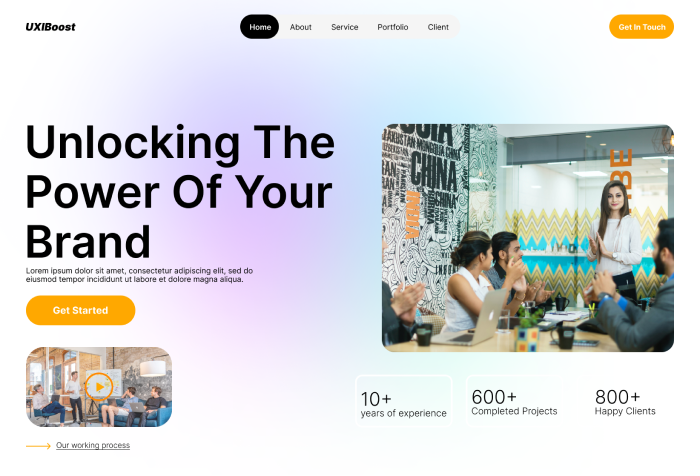 UXIBoost
Home
About
Service
Portfolio
Client
Get In Touch
Unlocking The
Power Of Your
Brand
Lorem ipsum dolor sit amet, consectetur adipiscing elit, sed do
eiusmod tempor incididunt ut labore et dolore magna aliqua.
Get Started
CHINA
CHINA
10+
years of experience
600+
Completed Projects
800+
Happy Clients
Our working process